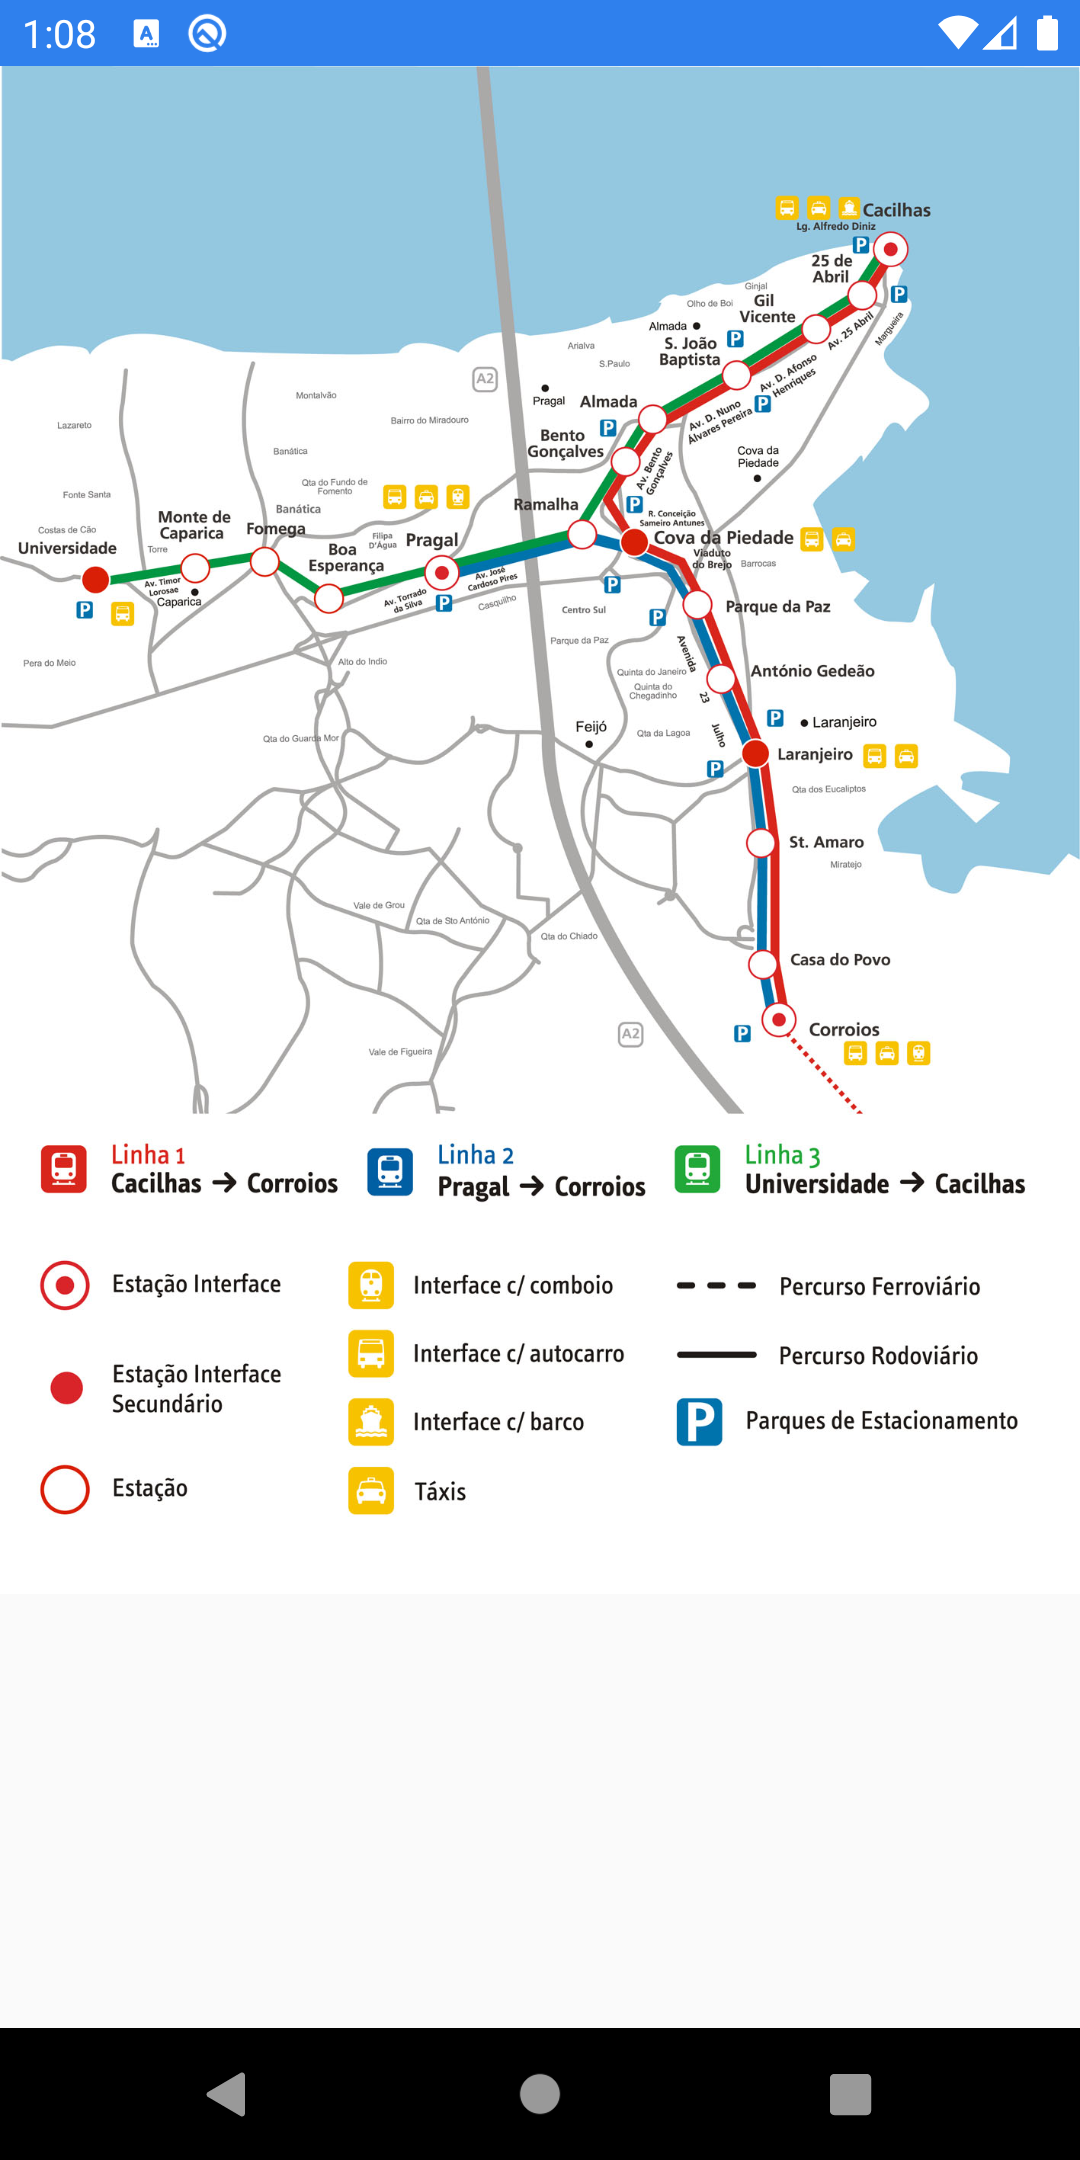 1:08
A
Cacilhas
Lg. Alfredo Diniz
P
25 de
Abril
P
Ginjal
Gil
Vicente
Olho de Boi
Av. 25 Abril
Margueira
Almada
S. João
Baptista
P
Arialva
S.Paulo
Av. D. Afonso
Henriques
A2
Pragal
Almada
Av. D. Nuno
Álvares Pereira
P
Montalvão
Bairro do Miradouro
Lazareto
P
Bento
Gonçalves
Av. Bento
Gonçalves
Cova da
Piedade
Banática
Qta do Fundo de
Fomento
Fonte Santa
Banática
Ramalha
P
R. Conceição
Sameiro Antunes
Monte de
Caparica
Fomega
Costas de Cão
Filipa
D'Água
Pragal
Cova da Piedade
Universidade
Torre
Boa
Esperança
Viaduto
do Brejo
Barrocas
Av. Timor
Lorosae
Caparica
Av. José
Cardoso Pires
Av. Torrado
da Silva
P
Casquilho
P
P
Centro Sul
P
Parque da Paz
Parque da Paz
Pera do Meio
Alto do Indio
Avenida
23
Julho
Quinta do Janeiro
António Gedeão
Quinta do
Chegadinho
Feijó
Qta da Lagoa
P
Laranjeiro
Qta do Guarda Mor
Laranjeiro
P
Qta dos Eucaliptos
St. Amaro
Miratejo
Vale de Grou
Qta de Sto António
Qta do Chiado
Casa do Povo
A2
P
Corroios
Vale de Figueira
Linha 1
Cacilhas → Corroios
Linha 2
Pragal → Corroios
Linha 3
Universidade → Cacilhas
Estação Interface
Interface c/ comboio
Percurso Ferroviário
Estação Interface
Secundário
Interface c/ autocarro
Percurso Rodoviário
Interface c/ barco
P
Parques de Estacionamento
Estação
Táxis